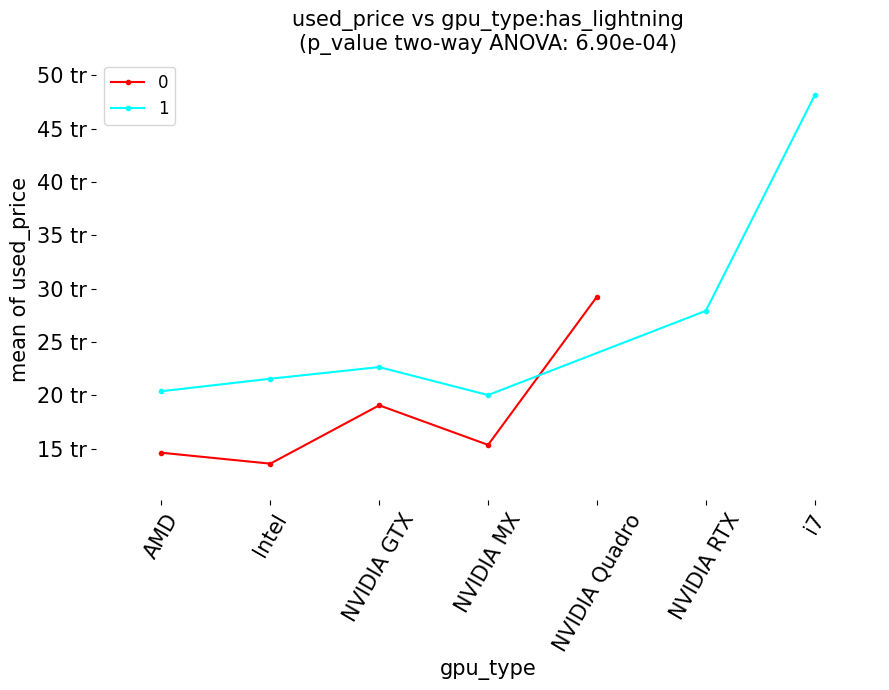 used_price vs gpu_type:has_lightning
(p_value two-way ANOVA: 6.90e-04)
0
1
50 tr
45 tr
40 tr
35 tr
30 tr
25 tr
20 tr
15 tr
mean of used_price
AMD
Intel
NVIDIA GTX
NVIDIA MX
NVIDIA Quadro
NVIDIA RTX
i7
gpu_type